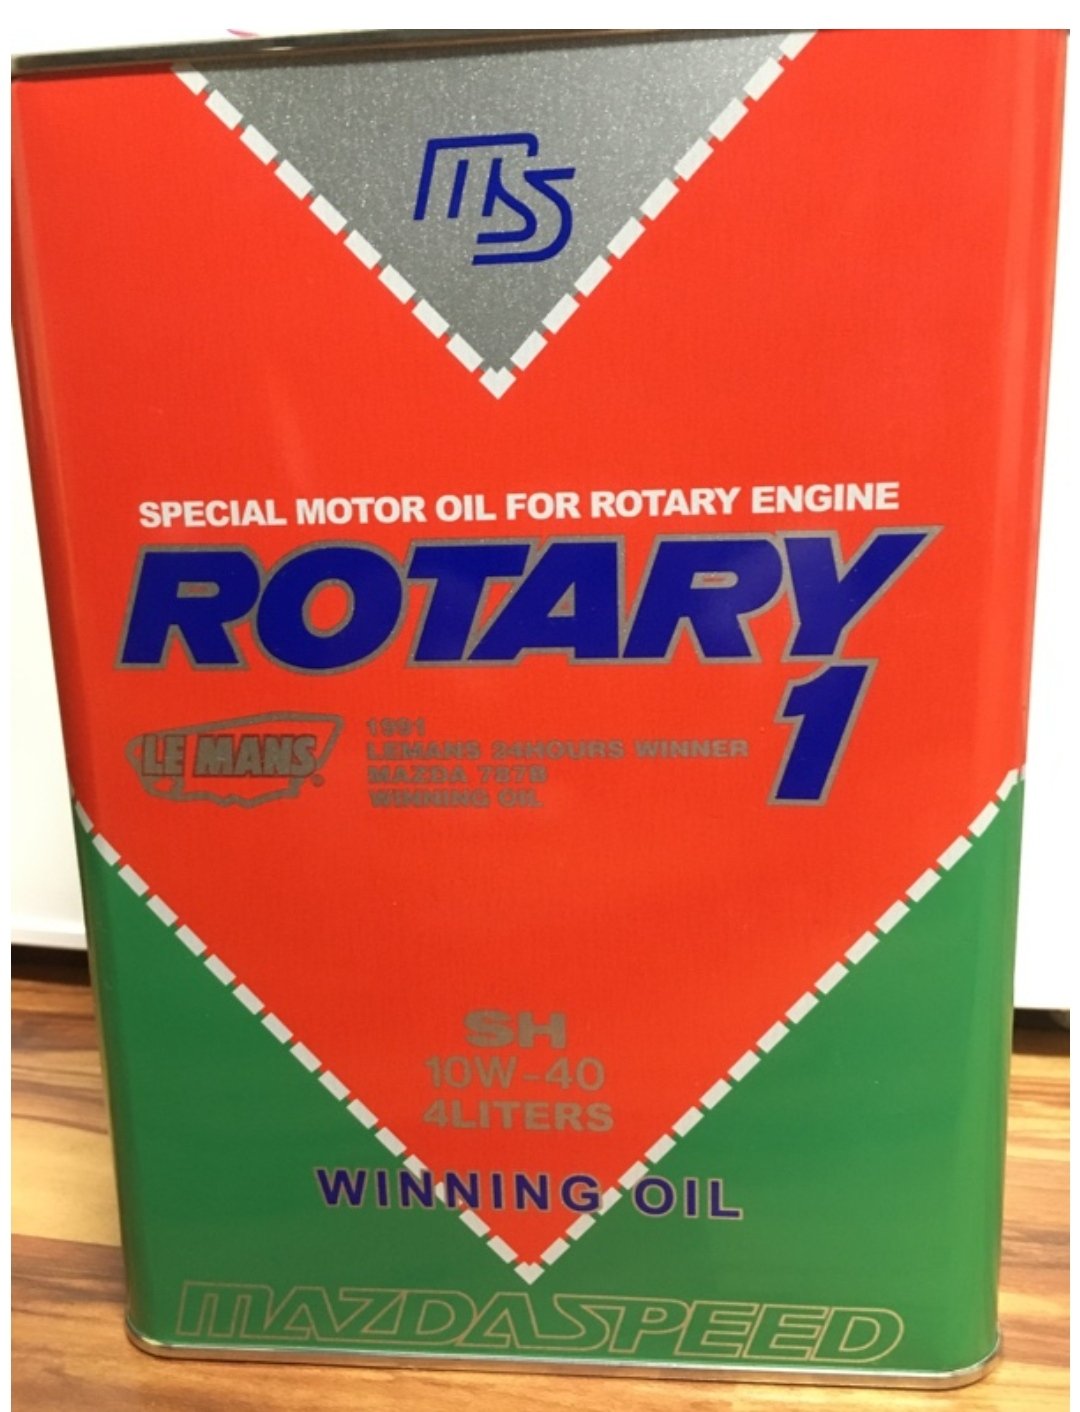 MS
SPECIAL MOTOR OIL FOR ROTARY ENGINE
ROTARY
1
LE MANS®
1991
LEMANS 24HOURS WINNER
MAZDA 787B
WINNING OIL
SH
10W-40
4LITERS
WINNING OIL
MAZDASPEED